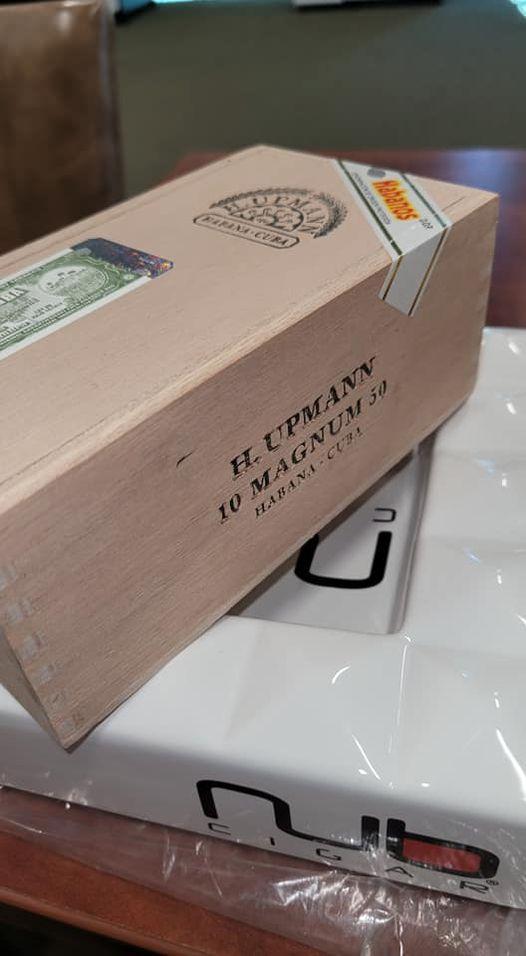 H. UPMANN
HABANA · CUBA
Habanos
H. UPMANN
10 MAGNUM 50
HABANA · CUBA
nub
CIGAR®